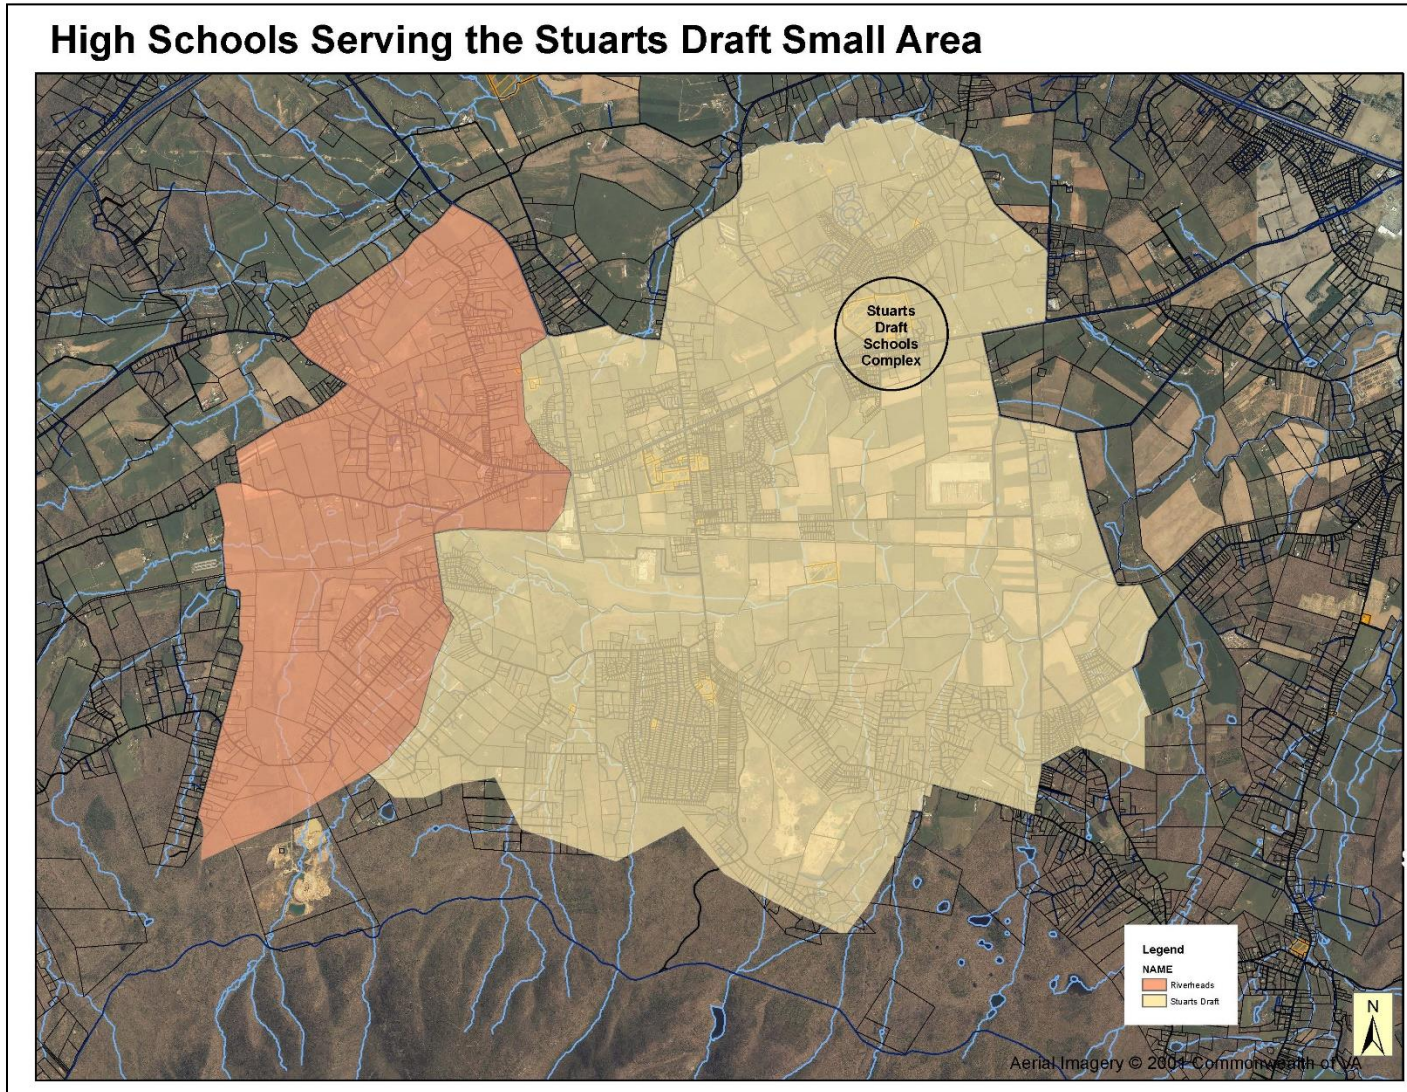 High Schools Serving the Stuarts Draft Small Area
Stuarts
Draft
Schools
Complex
Legend
NAME
Riverheads
Stuarts Draft
N
Aerial Imagery © 2001 Commonwealth of VA